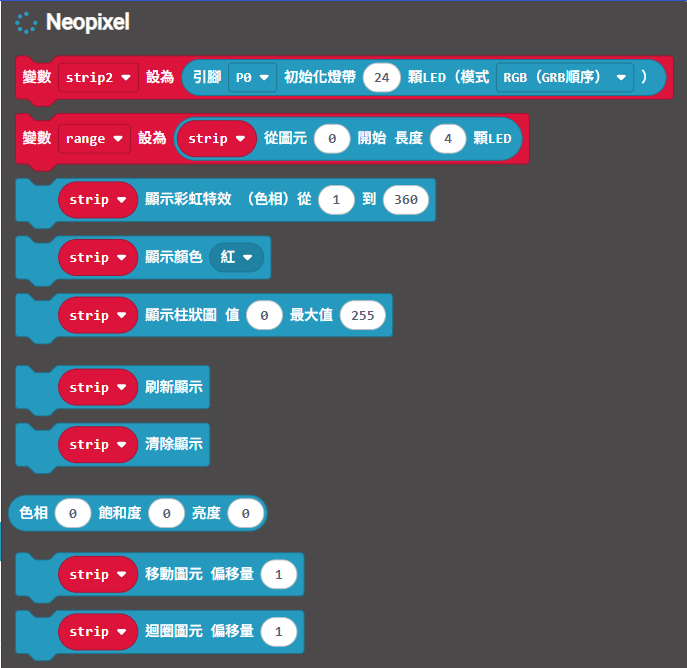 Neopixel
變數 strip2 設為 引腳 P0 初始化燈帶 24 顆LED（模式 RGB（GRB順序） ）
變數 range 設為 strip 從圖元 0 開始 長度 4 顆LED
strip 顯示彩虹特效 （色相）從 1 到 360
strip 顯示顏色 紅
strip 顯示柱狀圖 值 0 最大值 255
strip 刷新顯示
strip 清除顯示
色相 0 飽和度 0 亮度 0
strip 移動圖元 偏移量 1
strip 迴圈圖元 偏移量 1